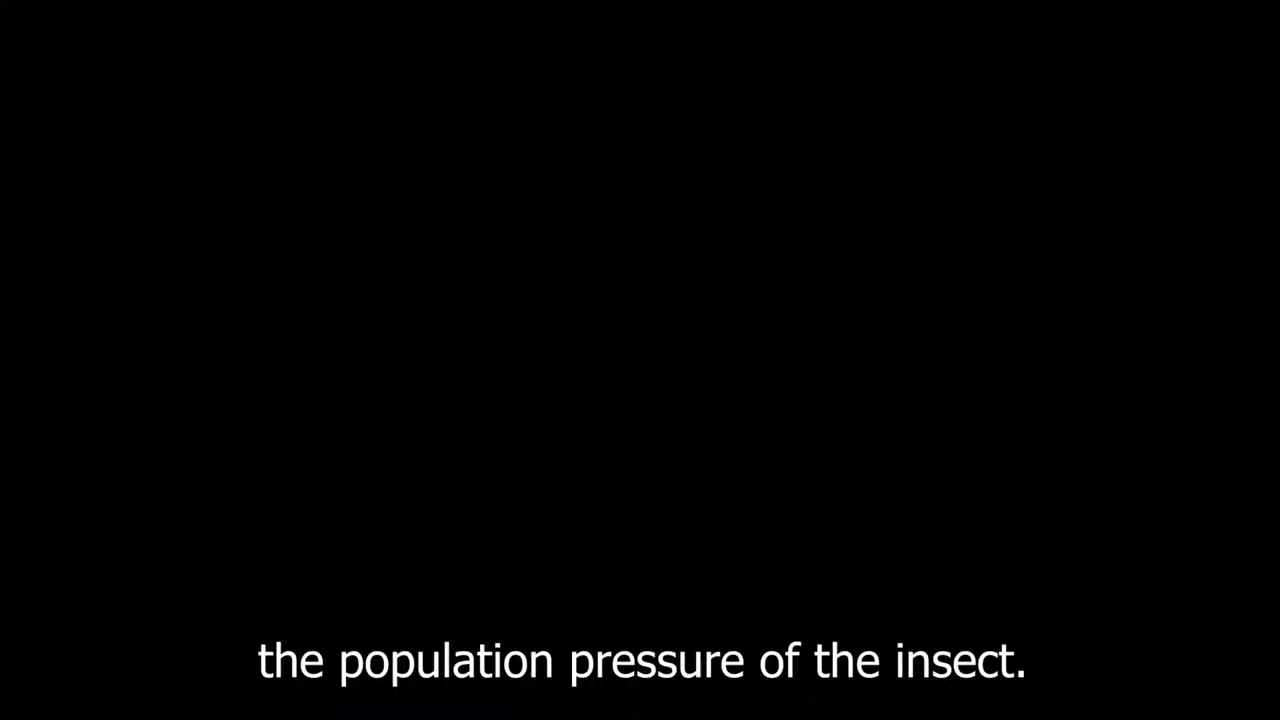 the population pressure of the insect.